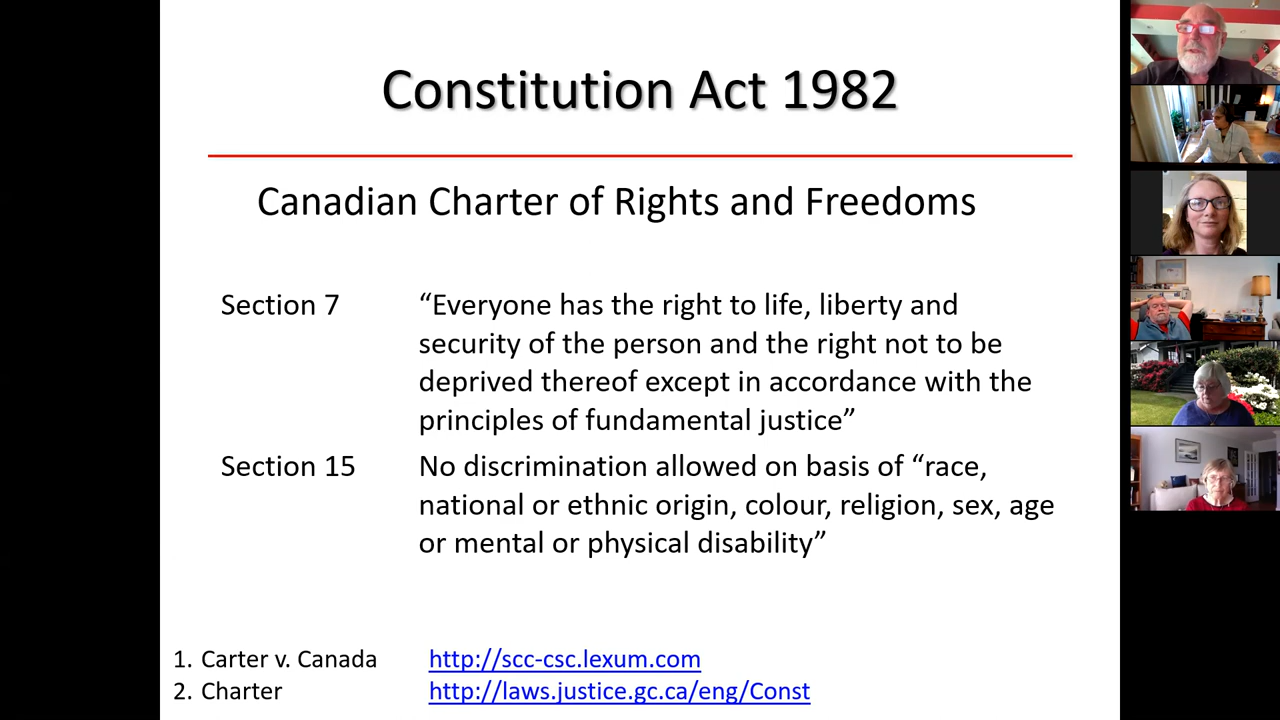 Constitution Act 1982
Canadian Charter of Rights and Freedoms
Section 7 “Everyone has the right to life, liberty and
security of the person and the right not to be
deprived thereof except in accordance with the
principles of fundamental justice”
Section 15 No discrimination allowed on basis of “race,
national or ethnic origin, colour, religion, sex, age
or mental or physical disability”
1. Carter v. Canada http://scc-csc.lexum.com
2. Charter http://laws.justice.gc.ca/eng/Const